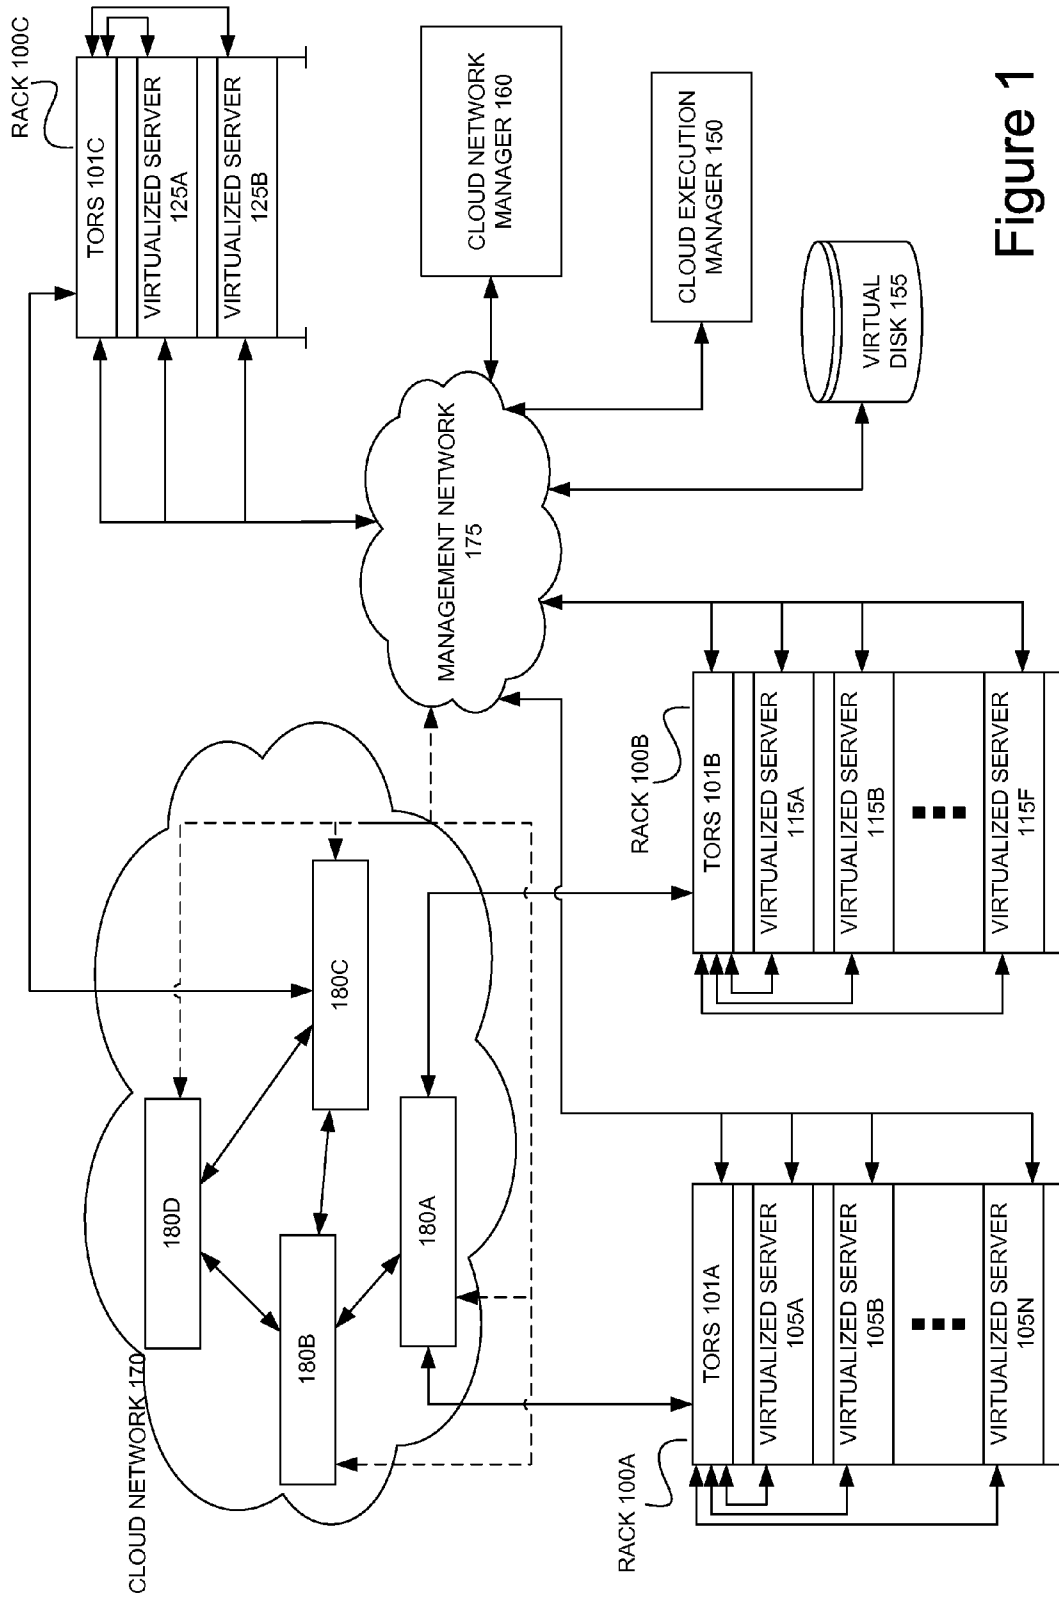 CLOUD NETWORK 170
180D
180B
180C
180A
RACK 100C
TORS 101C
VIRTUALIZED SERVER
125A
VIRTUALIZED SERVER
125B
MANAGEMENT NETWORK
175
CLOUD NETWORK
MANAGER 160
CLOUD EXECUTION
MANAGER 150
VIRTUAL
DISK 155
RACK 100A
TORS 101A
VIRTUALIZED SERVER
105A
VIRTUALIZED SERVER
105B
VIRTUALIZED SERVER
105N
RACK 100B
TORS 101B
VIRTUALIZED SERVER
115A
VIRTUALIZED SERVER
115B
VIRTUALIZED SERVER
115F
Figure 1